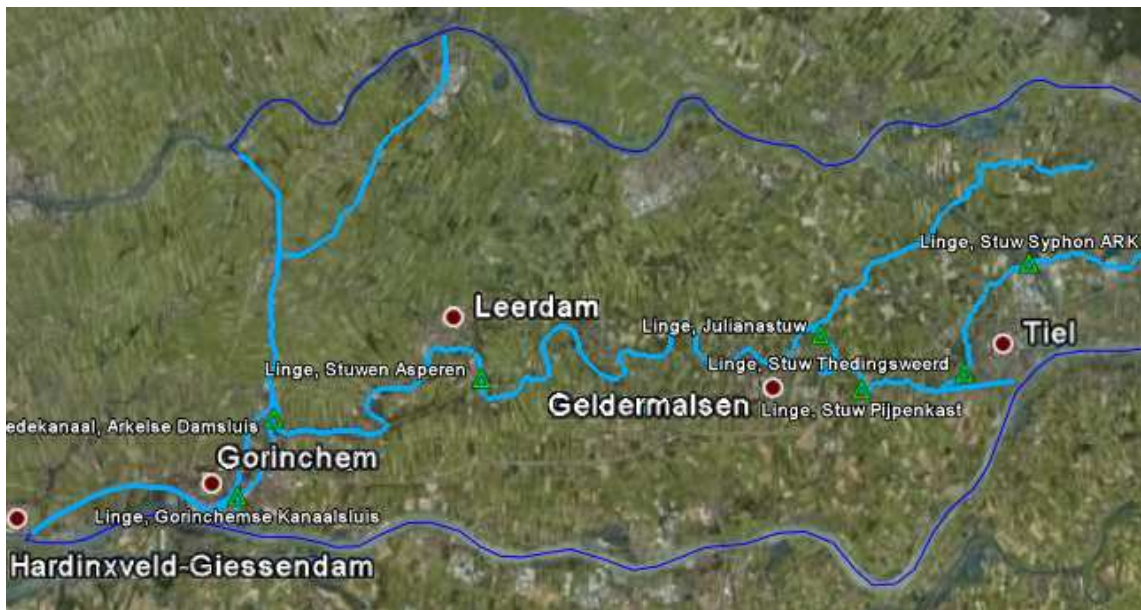 Linge, Stuw Syphon ARK
Leerdam
Linge, Julianastuw
Tiel
Linge, Stuwen Asperen
Linge, Stuw Thedingsweerd
Geldermalsen
Linge, Stuw Pijpenkast
edekanaal, Arkelse Damsluis
Gorinchem
Linge, Gorinchemse Kanaalsluis
Hardinxveld-Giessendam